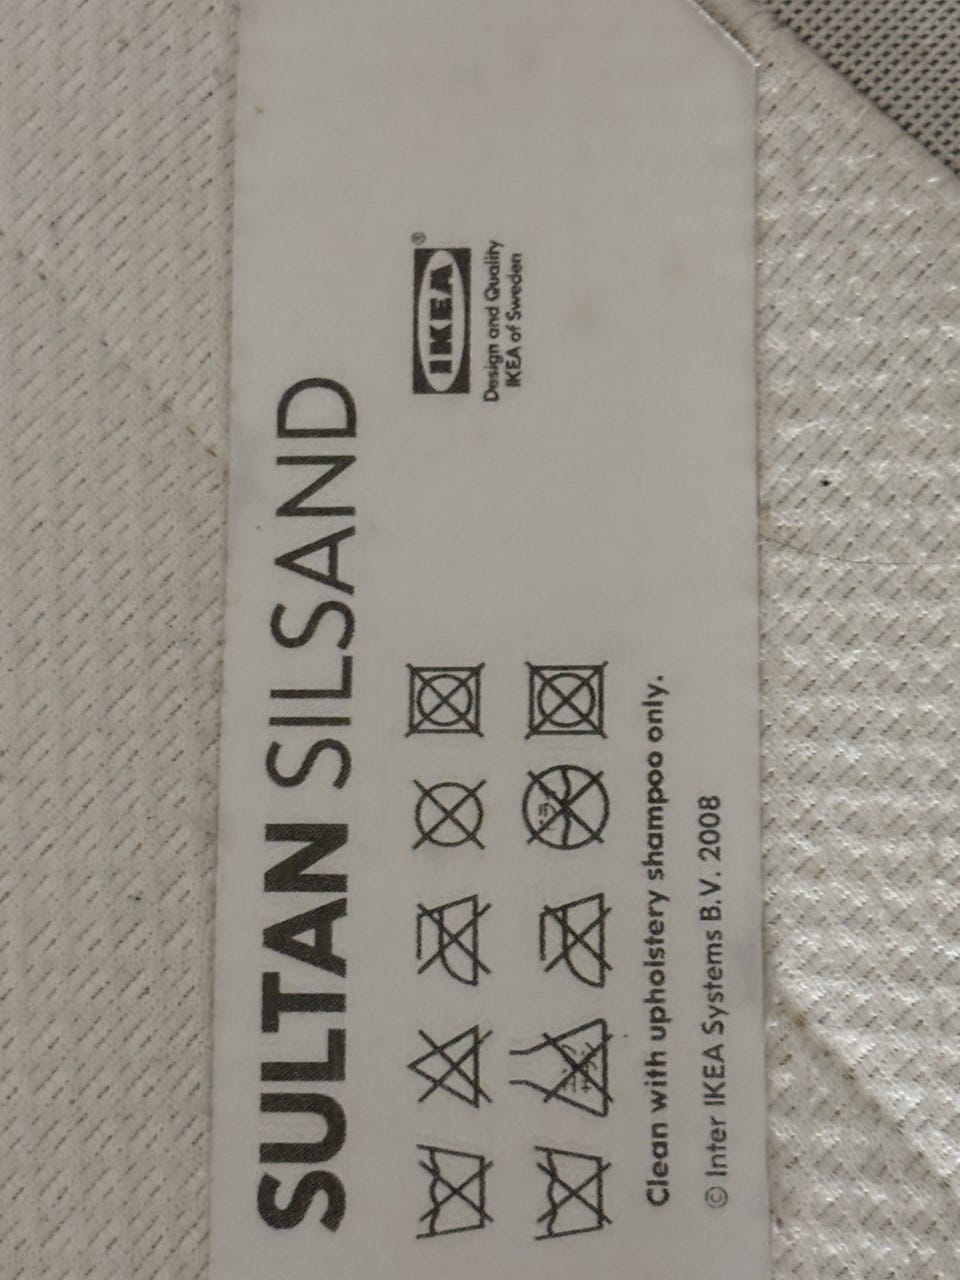 SULTAN SILSAND
IKEA®
Design and Quality
IKEA of Sweden
Clean with upholstery shampoo only.
© Inter IKEA Systems B.V. 2008